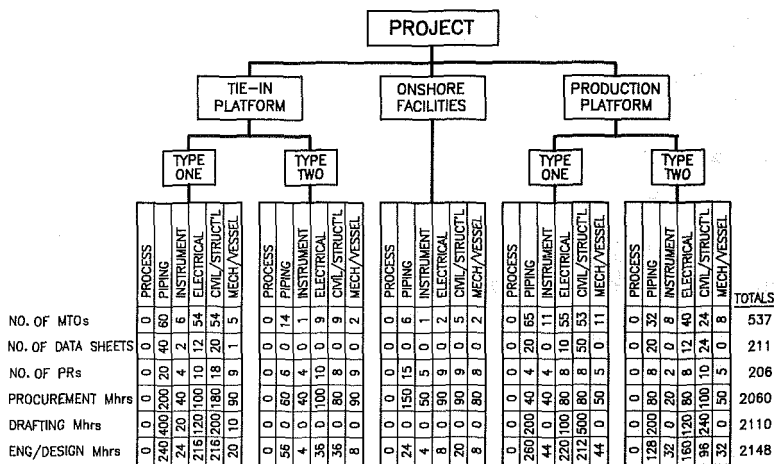 PROJECT
TIE-IN
PLATFORM
ONSHORE
FACILITIES
PRODUCTION
PLATFORM
TYPE
ONE
TYPE
TWO
TYPE
ONE
TYPE
TWO
PROCESS PIPING INSTRUMENT ELECTRICAL CIVIL/STRUCT'L MECH/VESSEL PROCESS PIPING INSTRUMENT ELECTRICAL CIVIL/STRUCT'L MECH/VESSEL PROCESS PIPING INSTRUMENT ELECTRICAL CIVIL/STRUCT'L MECH/VESSEL PROCESS PIPING INSTRUMENT ELECTRICAL CIVIL/STRUCT'L MECH/VESSEL PROCESS PIPING INSTRUMENT ELECTRICAL CIVIL/STRUCT'L MECH/VESSEL TOTALS
NO. OF MTOs 0 60 6 54 54 5 0 14 1 9 9 2 0 6 1 2 5 2 0 65 11 55 53 11 0 32 8 40 24 8 537
NO. OF DATA SHEETS 0 40 2 12 20 1 0 0 0 0 0 0 0 0 0 0 0 0 0 20 0 10 50 0 0 20 0 12 24 0 211
NO. OF PRs 0 20 4 10 18 9 0 6 4 10 8 9 0 15 5 9 9 8 0 4 4 8 8 5 0 8 2 8 10 5 206
PROCUREMENT Mhrs 0 200 40 100 180 90 0 60 40 100 80 90 0 150 50 90 90 80 0 40 40 80 80 50 0 80 20 80 100 50 2060
DRAFTING Mhrs 0 400 20 120 200 10 0 0 0 0 0 0 0 0 0 0 0 0 0 200 0 100 500 0 0 200 0 120 240 0 2110
ENG/DESIGN Mhrs 0 240 24 216 216 20 0 56 4 36 36 8 0 24 4 8 20 8 0 260 44 220 212 44 0 128 32 160 96 32 2148